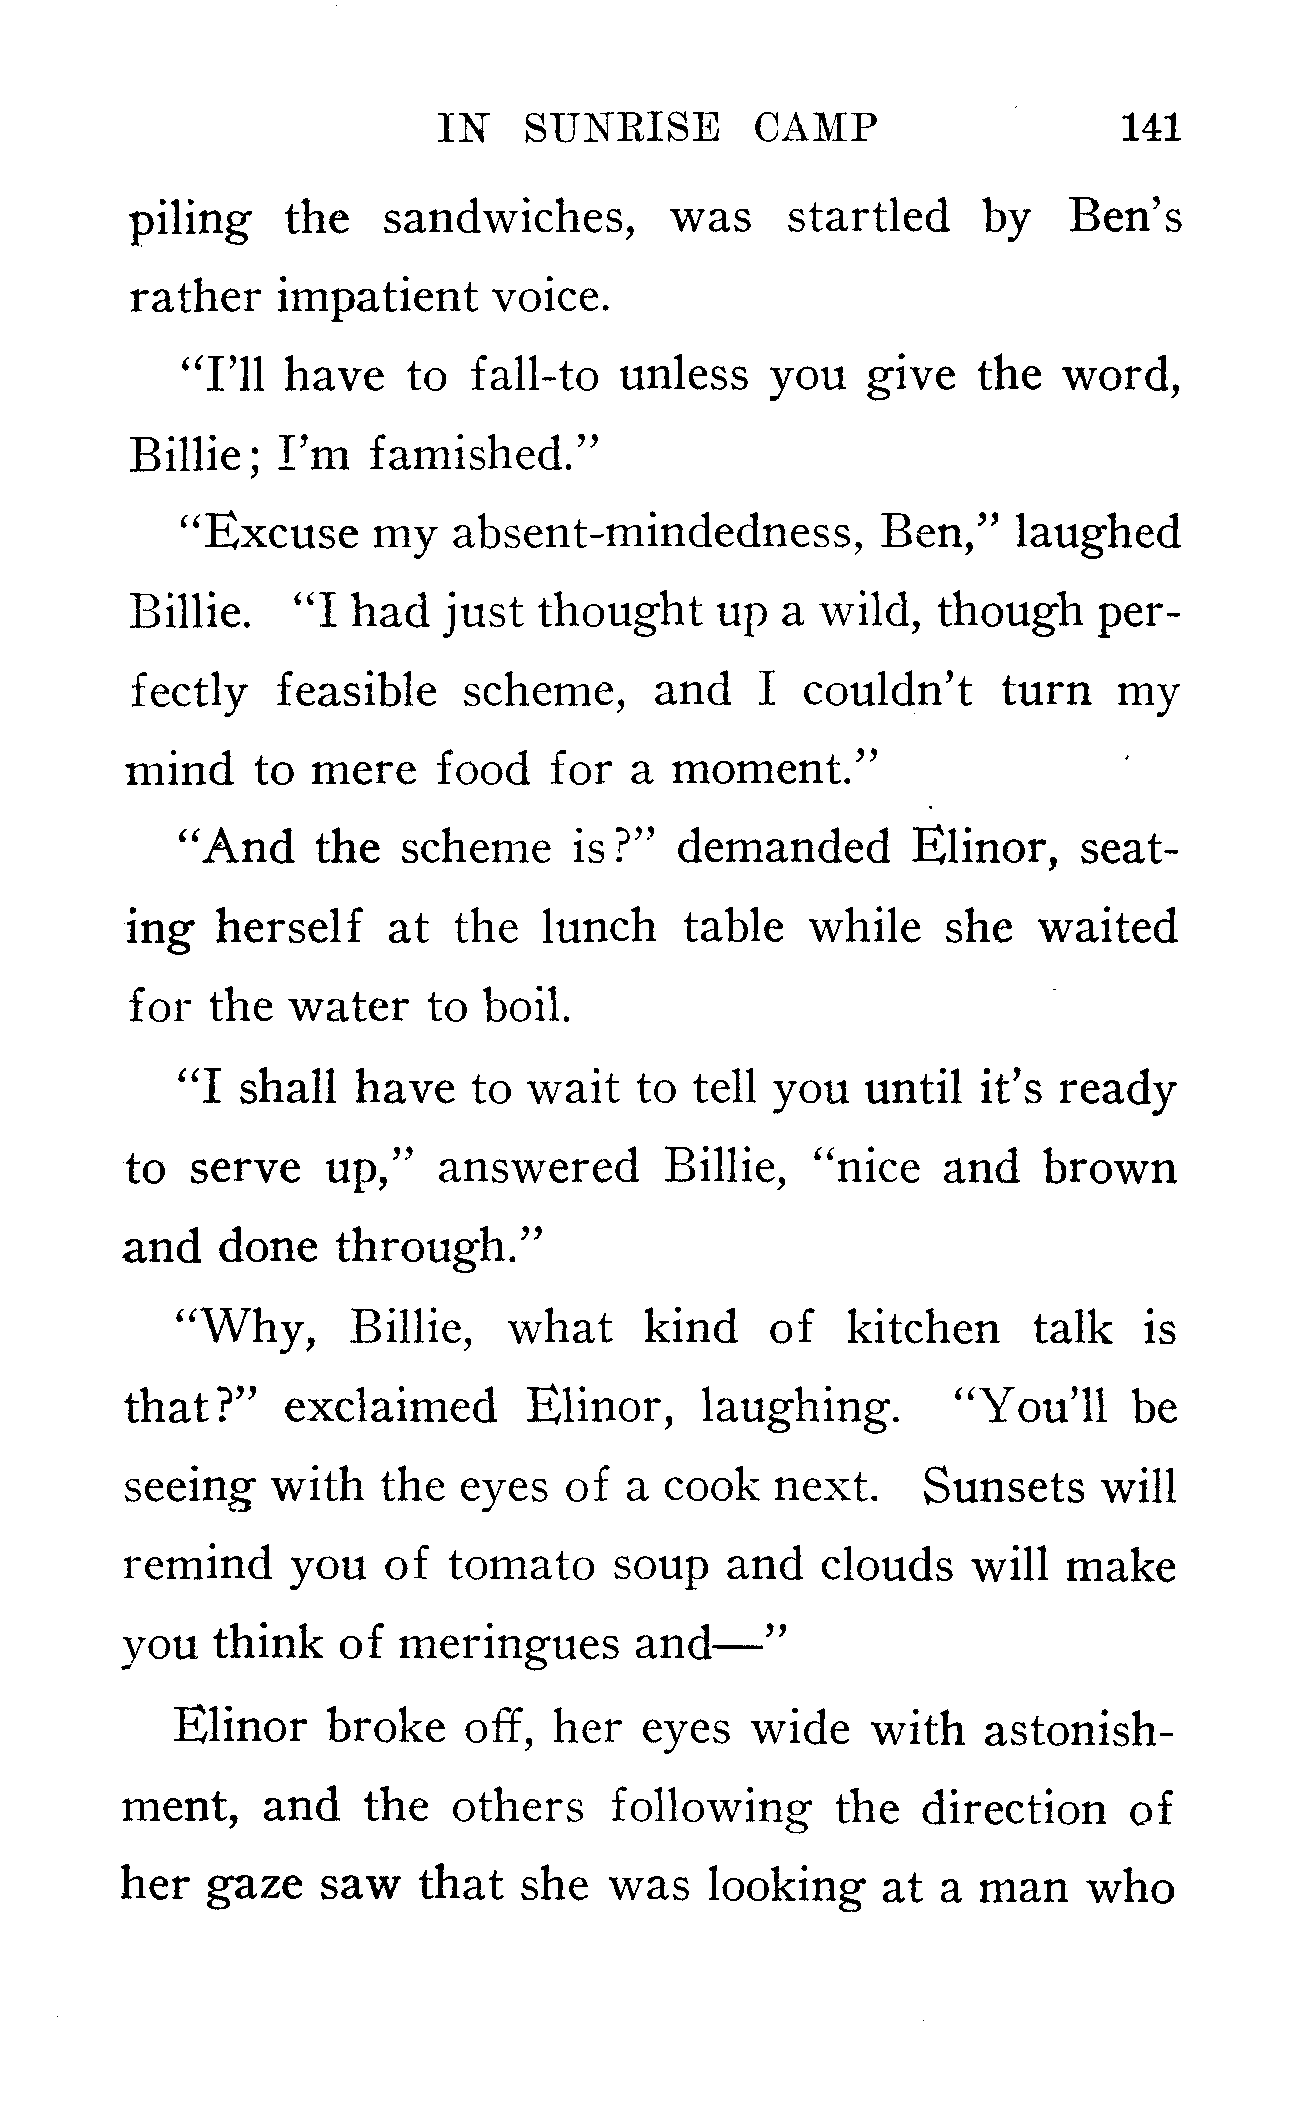 IN SUNRISE CAMP 141
piling the sandwiches, was startled by Ben’s
rather impatient voice.
“I’ll have to fall-to unless you give the word,
Billie; I’m famished.”
“Excuse my absent-mindedness, Ben,” laughed
Billie. “I had just thought up a wild, though per-
fectly feasible scheme, and I couldn’t turn my
mind to mere food for a moment.”
“And the scheme is?” demanded Elinor, seat-
ing herself at the lunch table while she waited
for the water to boil.
“I shall have to wait to tell you until it’s ready
to serve up,” answered Billie, “nice and brown
and done through.”
“Why, Billie, what kind of kitchen talk is
that?” exclaimed Elinor, laughing. “You’ll be
seeing with the eyes of a cook next. Sunsets will
remind you of tomato soup and clouds will make
you think of meringues and—”
Elinor broke off, her eyes wide with astonish-
ment, and the others following the direction of
her gaze saw that she was looking at a man who